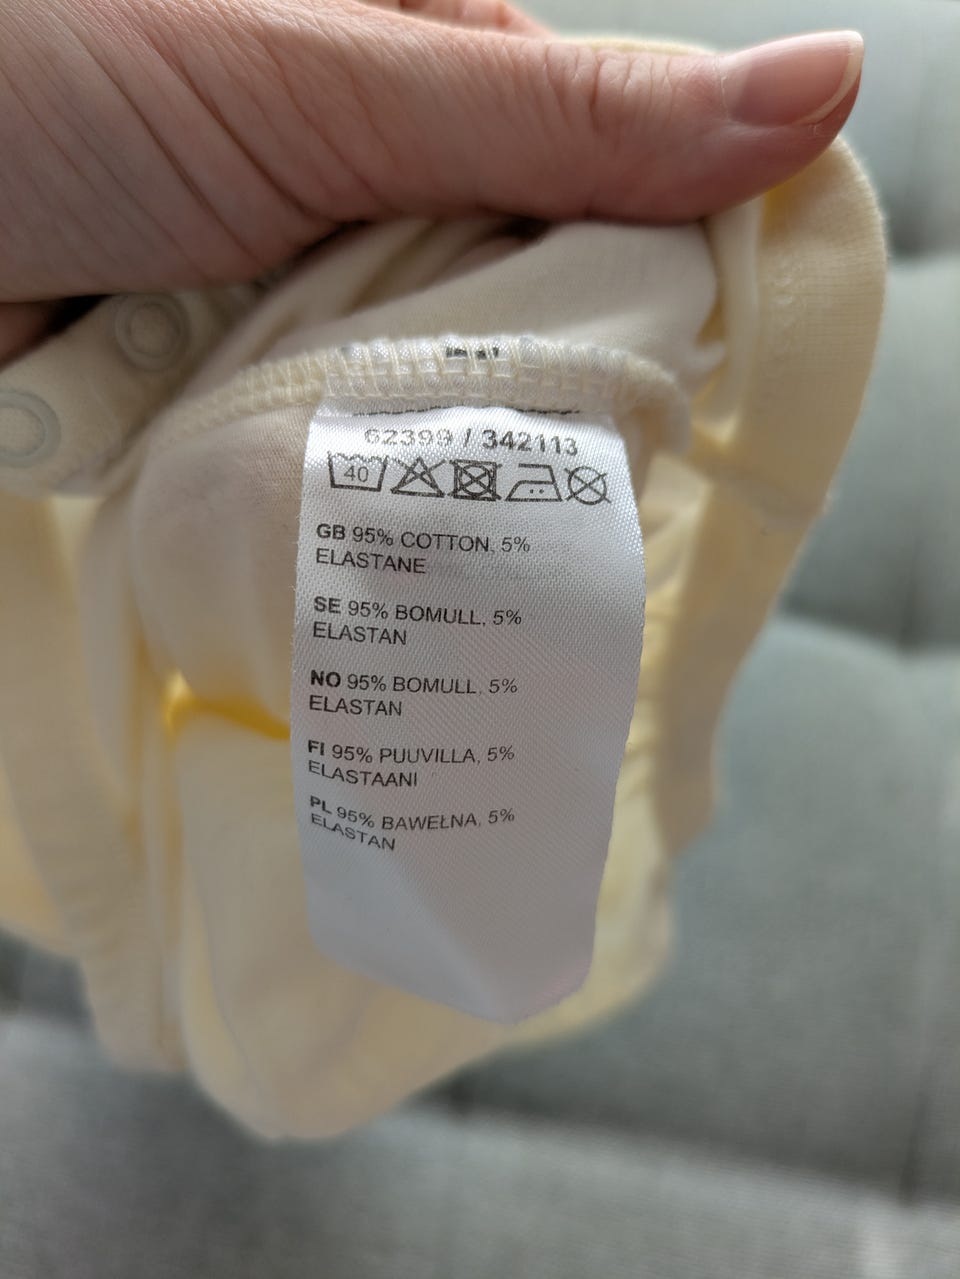 62399 / 342113
40
GB 95% COTTON, 5%
ELASTANE
SE 95% BOMULL, 5%
ELASTAN
NO 95% BOMULL, 5%
ELASTAN
FI 95% PUUVILLA, 5%
ELASTAANI
PL 95% BAWEŁNA, 5%
ELASTAN